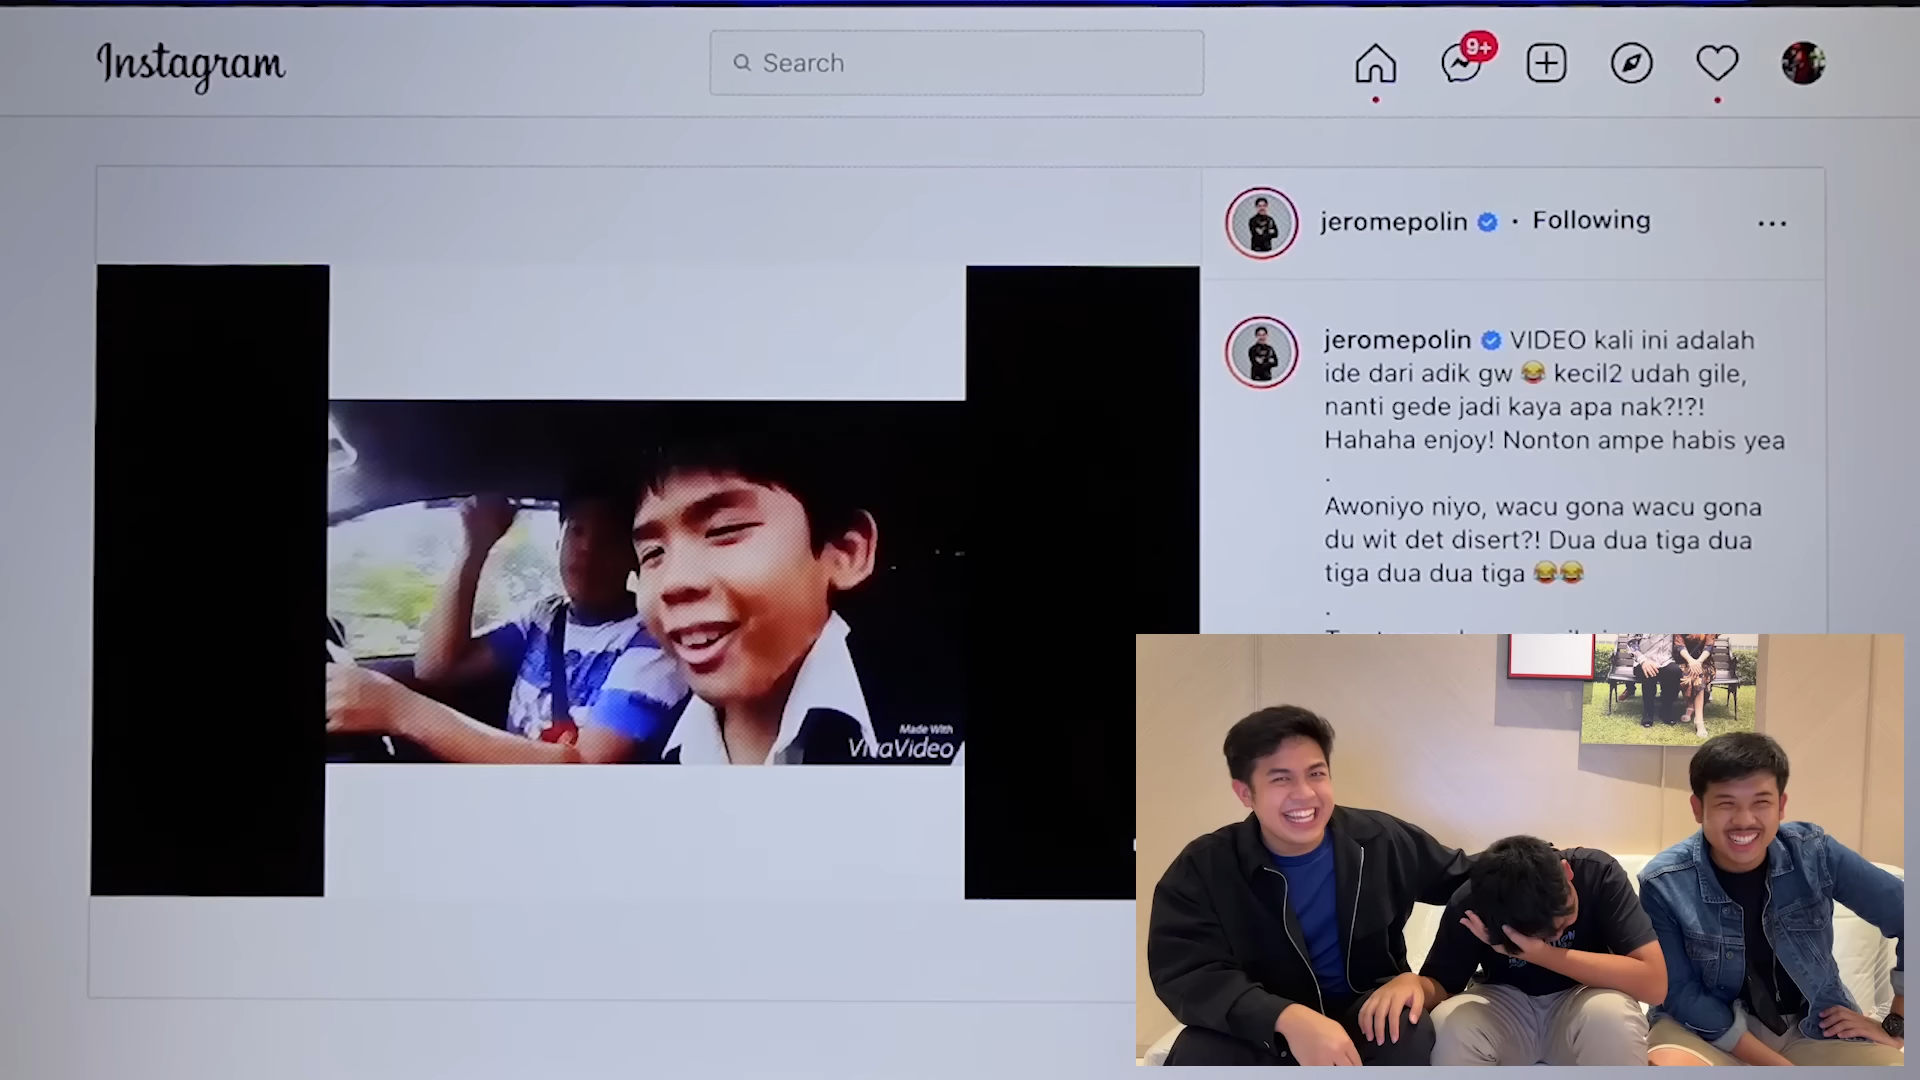 Instagram
Search
9+
jeromepolin • Following
jeromepolin VIDEO kali ini adalah
ide dari adik gw 😂 kecil2 udah gile,
nanti gede jadi kaya apa nak?!?!
Hahaha enjoy! Nonton ampe habis yea
.
Awoniyo niyo, wacu gona wacu gona
du wit det disert?! Dua dua tiga dua
tiga dua dua tiga 😂😂
.
Made With
VivaVideo